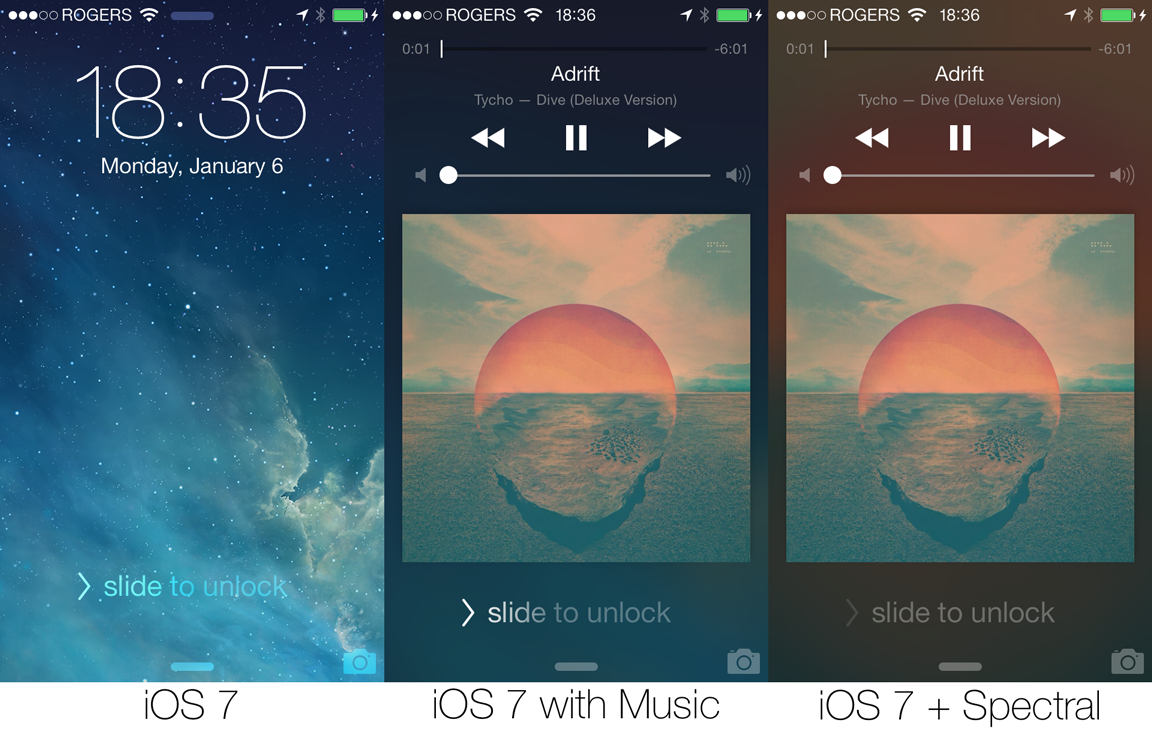 ROGERS
18:35
Monday, January 6
slide to unlock
iOS 7
ROGERS 18:36
0:01 -6:01
Adrift
Tycho — Dive (Deluxe Version)
slide to unlock
iOS 7 with Music
ROGERS 18:36
0:01 -6:01
Adrift
Tycho — Dive (Deluxe Version)
slide to unlock
iOS 7 + Spectral